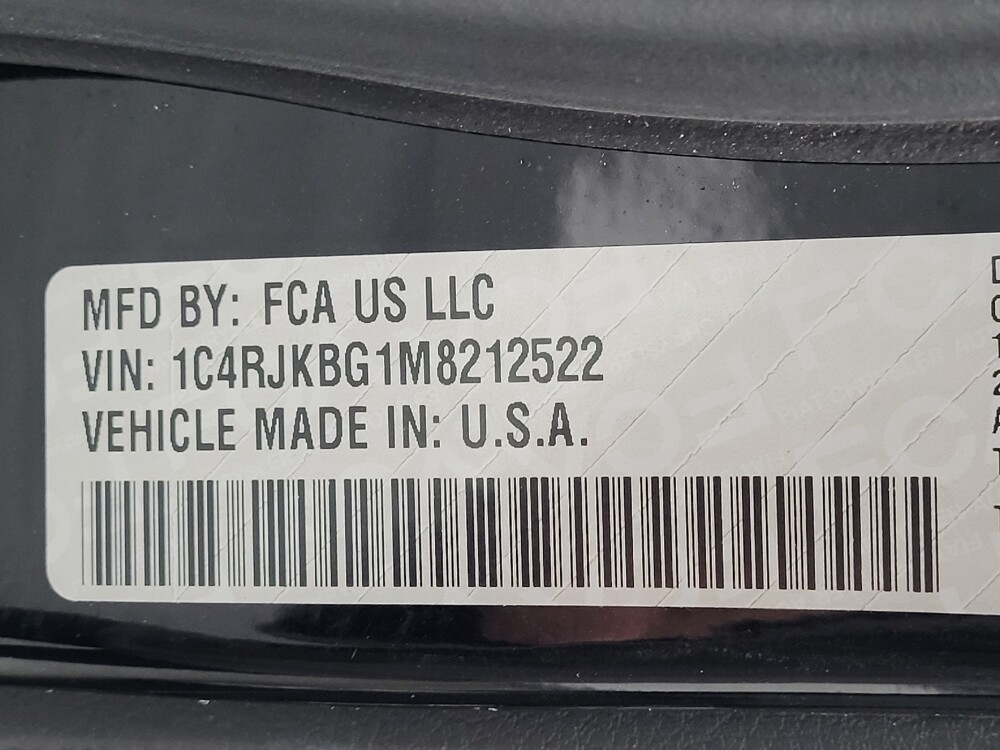 MFD BY: FCA US LLC
VIN: 1C4RJKBG1M8212522
VEHICLE MADE IN: U.S.A.